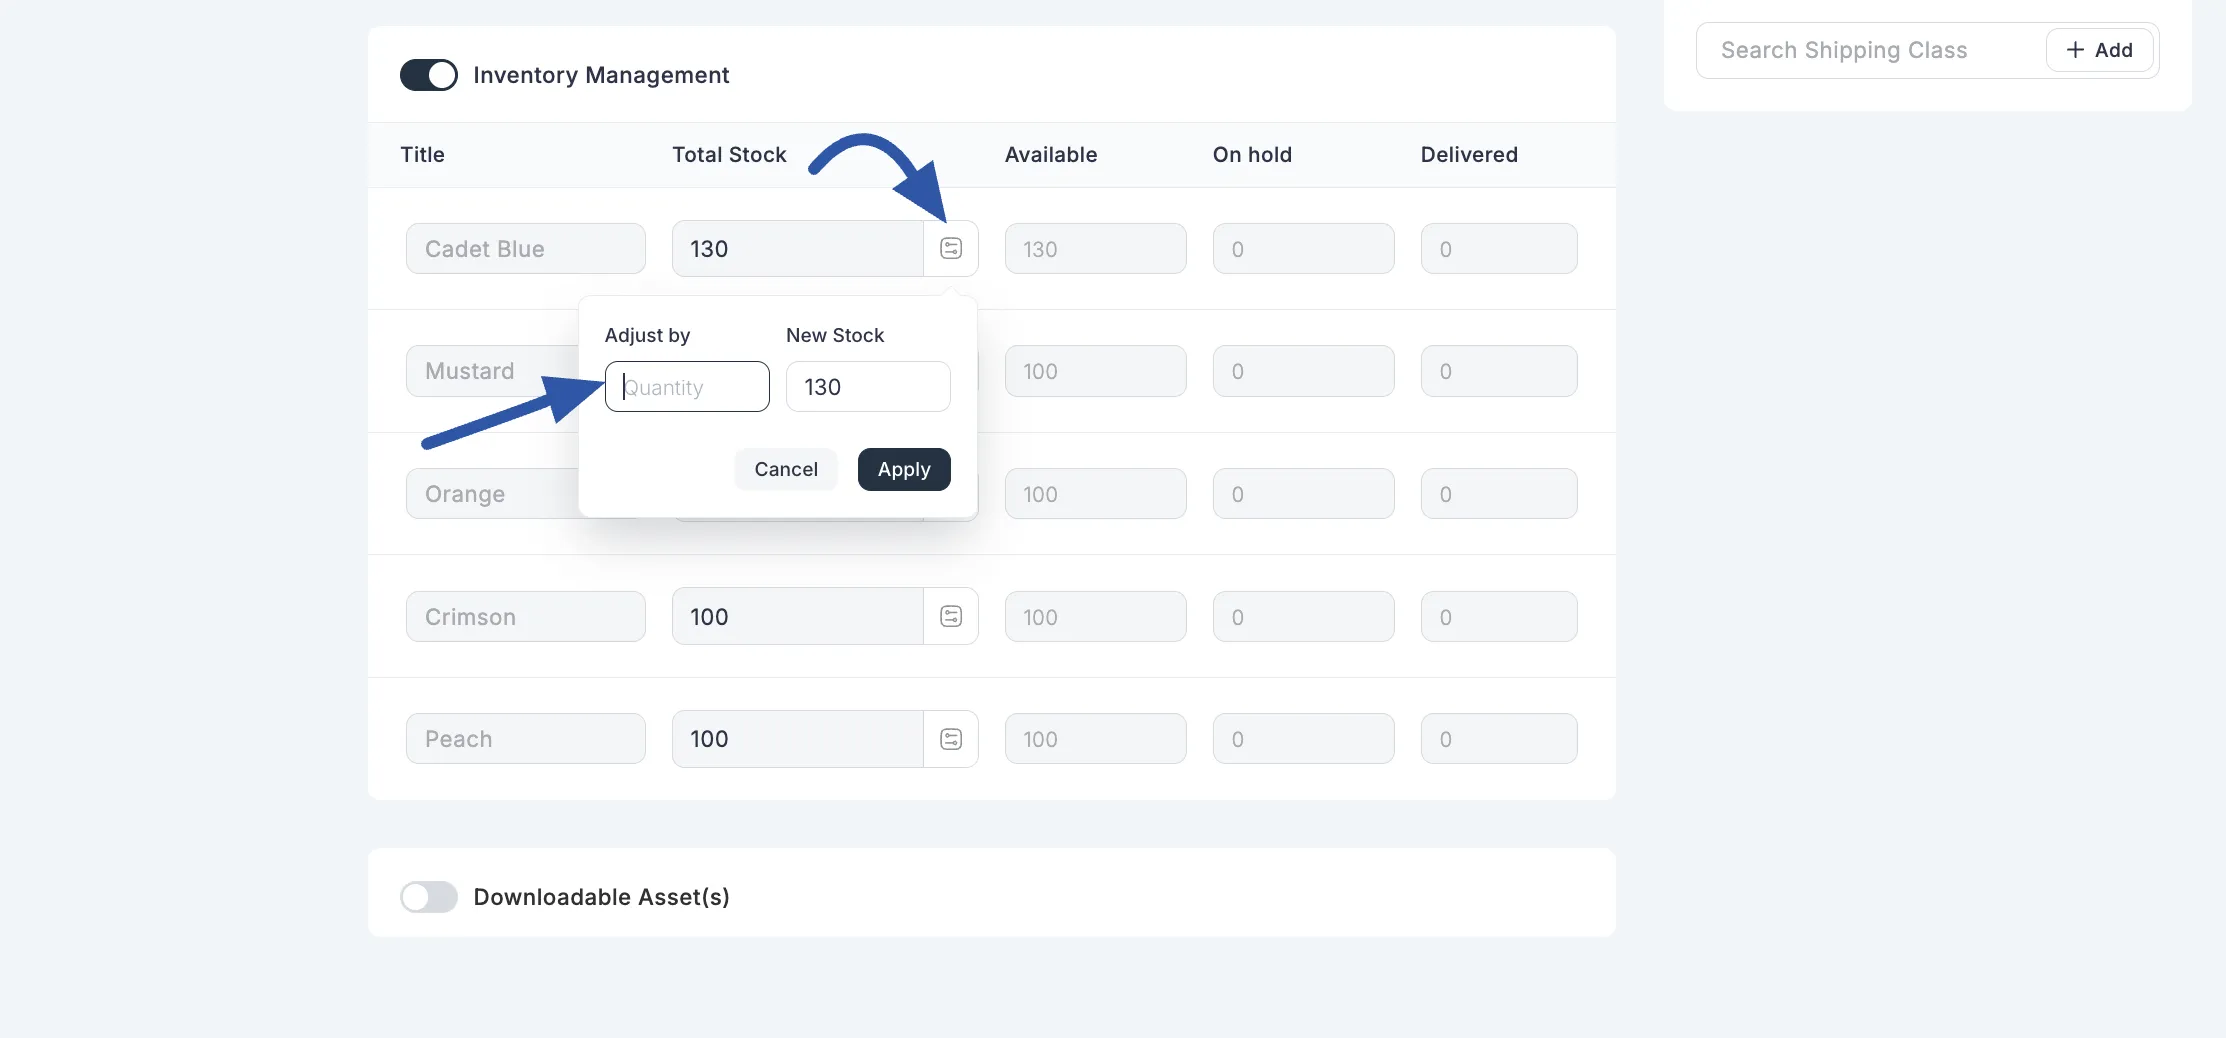 Search Shipping Class
+ Add
Inventory Management
Title Total Stock Available On hold Delivered
Cadet Blue 130 130 0 0
Adjust by New Stock
Mustard 100 0 0
Quantity 130
Cancel Apply
Orange 100 0 0
Crimson 100 100 0 0
Peach 100 100 0 0
Downloadable Asset(s)